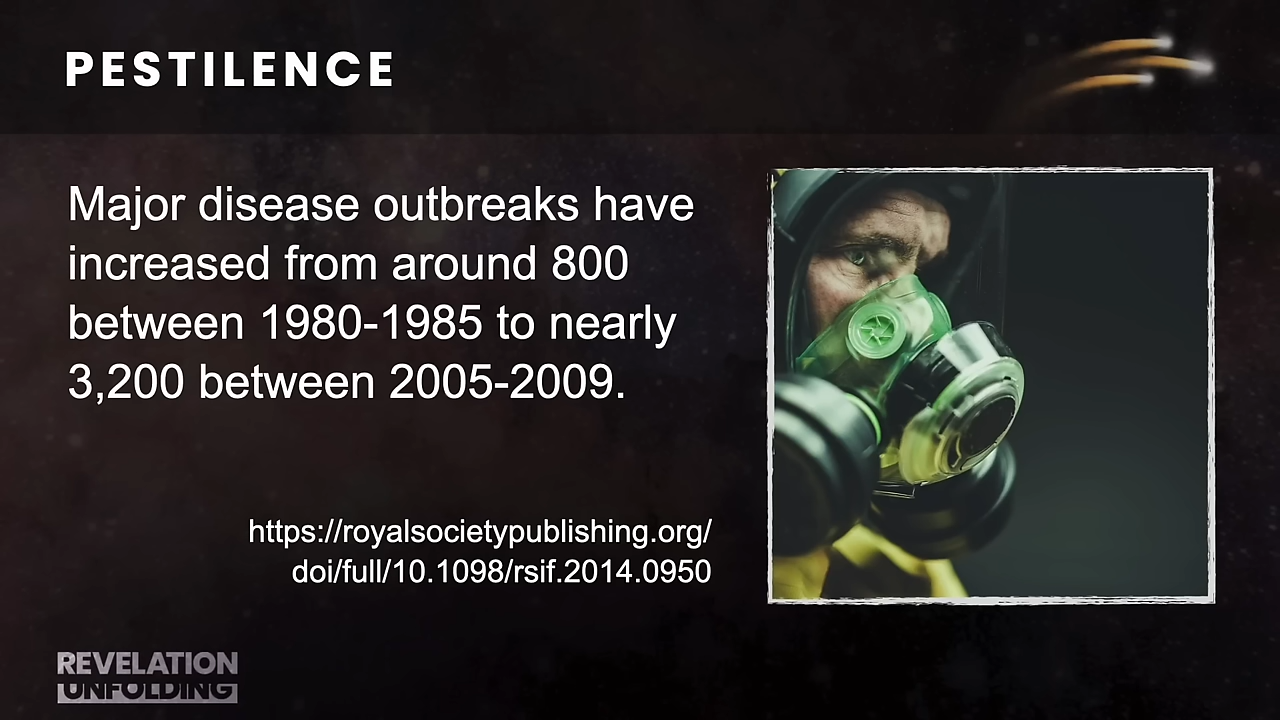 PESTILENCE
Major disease outbreaks have
increased from around 800
between 1980-1985 to nearly
3,200 between 2005-2009.
https://royalsocietypublishing.org/
doi/full/10.1098/rsif.2014.0950
REVELATION
UNFOLDING